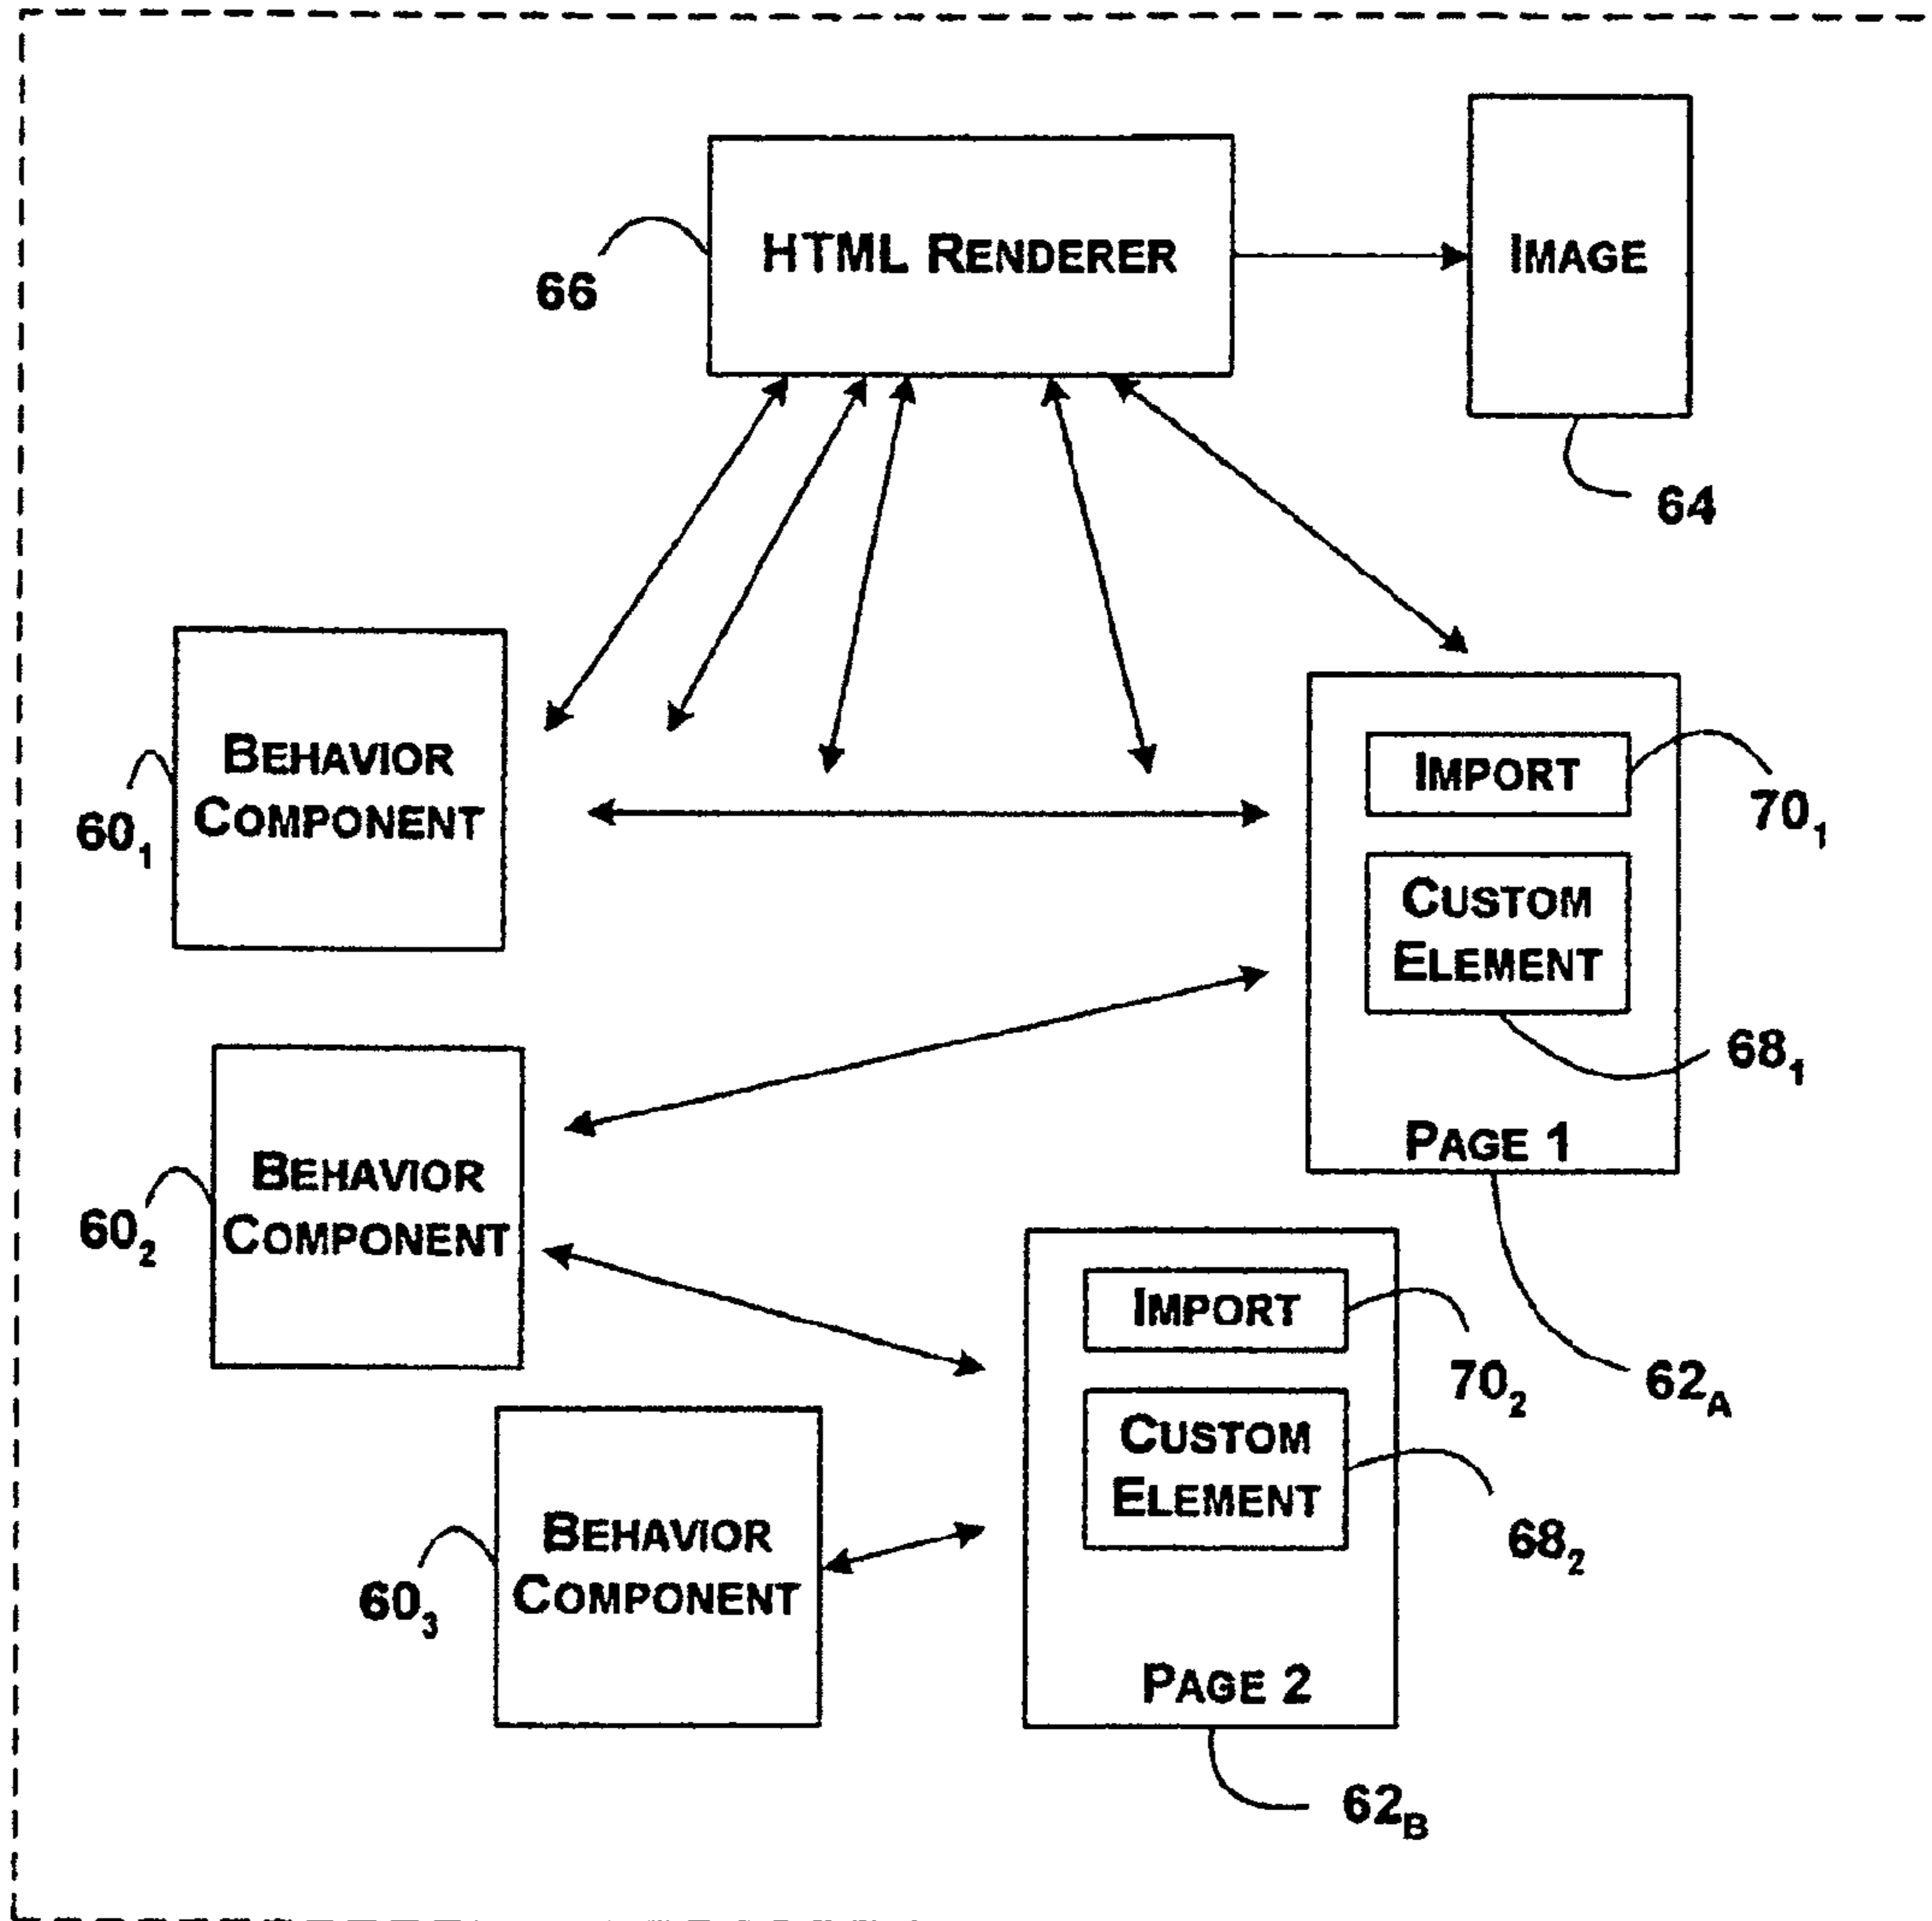 HTML RENDERER
IMAGE
66
64
BEHAVIOR
COMPONENT
60₁
IMPORT
70₁
CUSTOM
ELEMENT
68₁
PAGE 1
62A
BEHAVIOR
COMPONENT
60₂
IMPORT
70₂
CUSTOM
ELEMENT
68₂
PAGE 2
62B
BEHAVIOR
COMPONENT
60₃